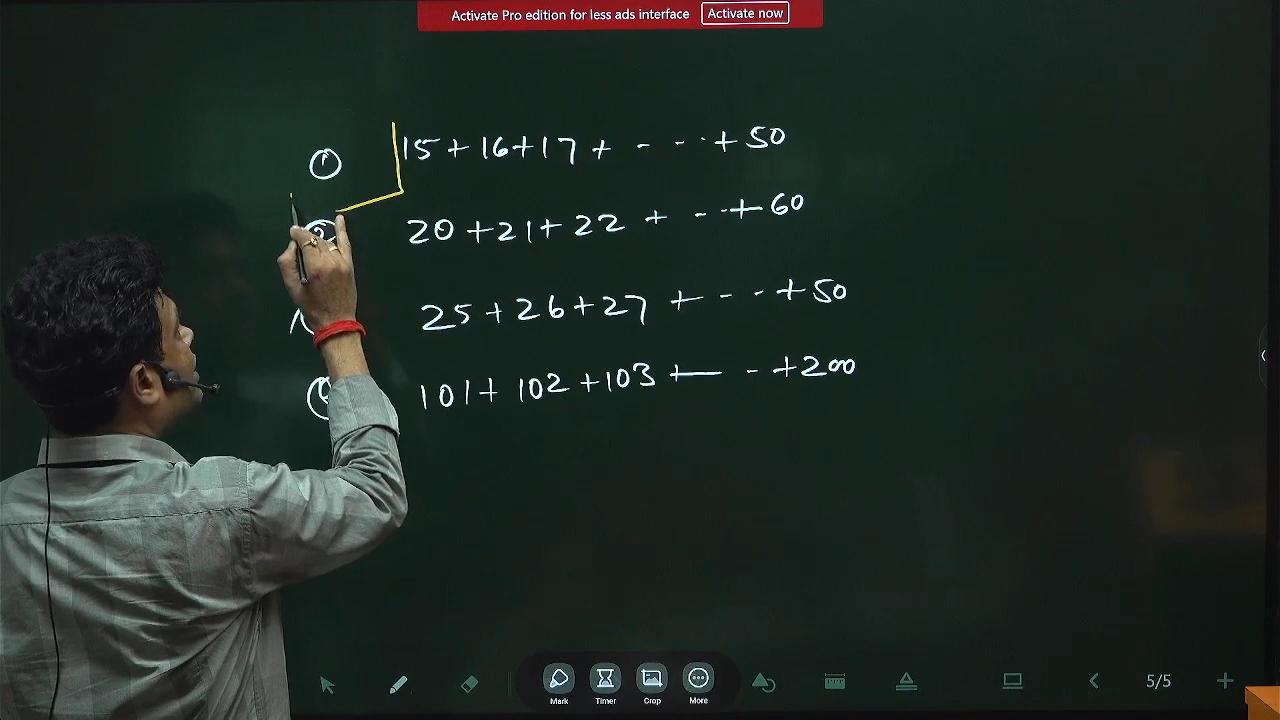 Activate Pro edition for less ads interface Activate now
① 15+16+17 + - - .. +50
20 +21+ 22 + - .. +60
25 +26+27 + - - +50
101+ 102 +103 + — - +200
Mark Timer Crop More
5/5